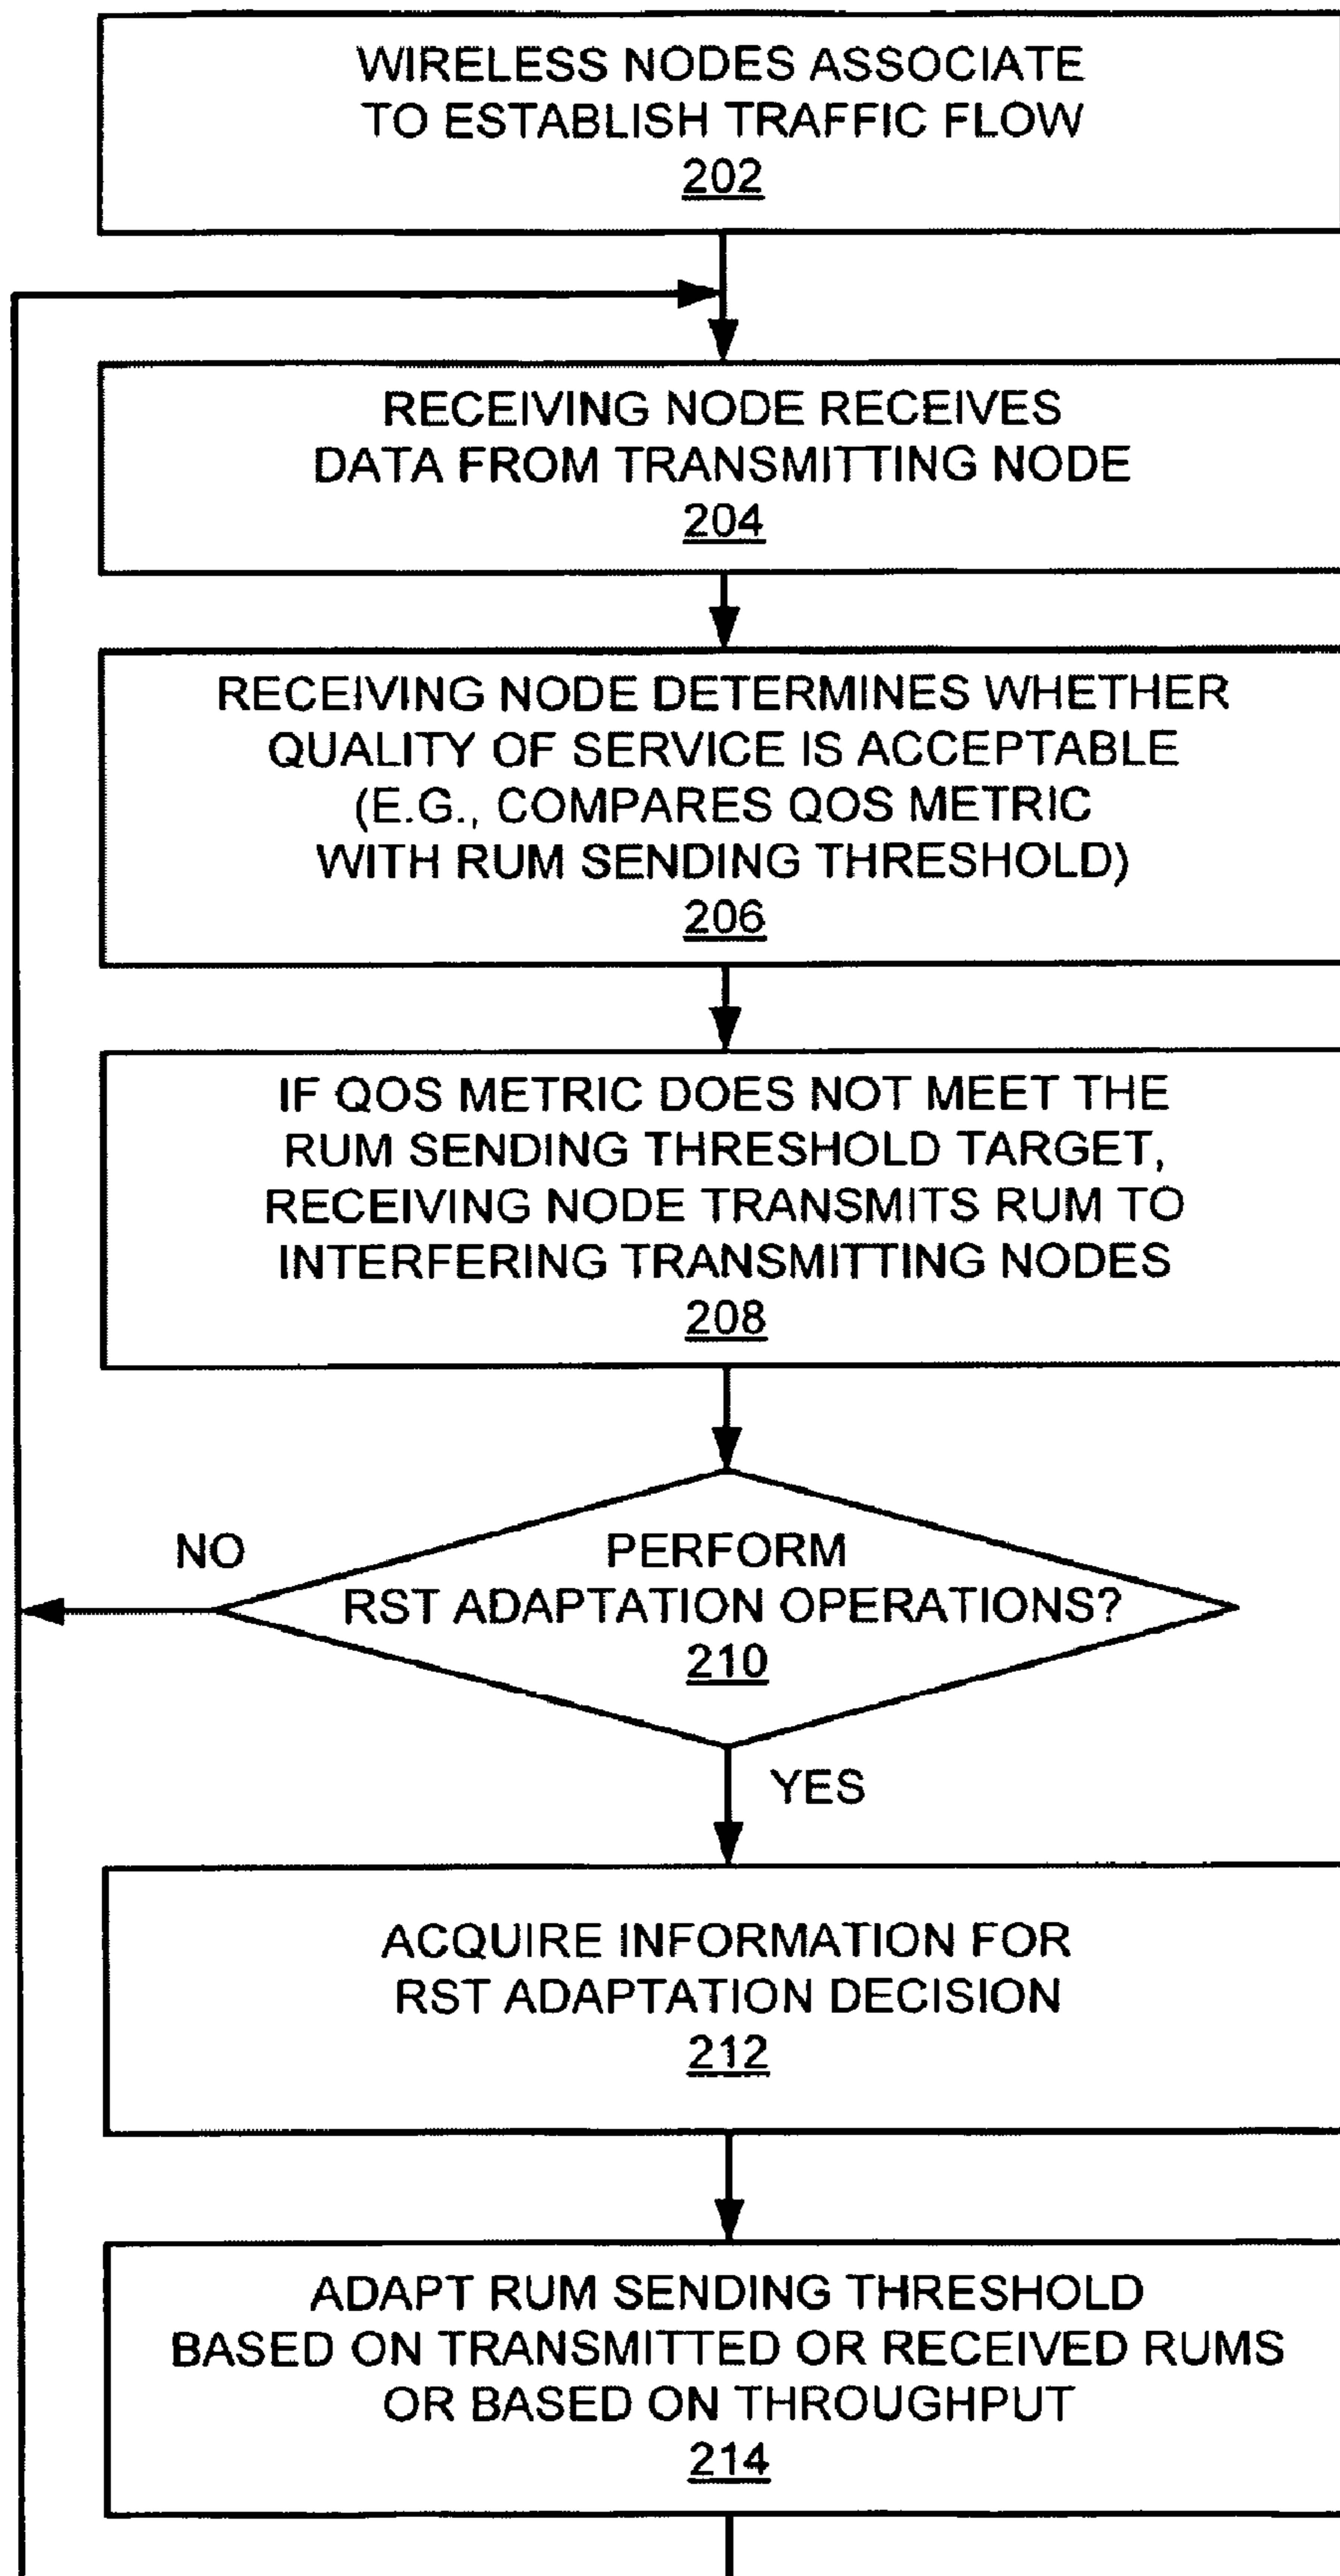 WIRELESS NODES ASSOCIATE
TO ESTABLISH TRAFFIC FLOW
202
RECEIVING NODE RECEIVES
DATA FROM TRANSMITTING NODE
204
RECEIVING NODE DETERMINES WHETHER
QUALITY OF SERVICE IS ACCEPTABLE
(E.G., COMPARES QOS METRIC
WITH RUM SENDING THRESHOLD)
206
IF QOS METRIC DOES NOT MEET THE
RUM SENDING THRESHOLD TARGET,
RECEIVING NODE TRANSMITS RUM TO
INTERFERING TRANSMITTING NODES
208
NO
PERFORM
RST ADAPTATION OPERATIONS?
210
YES
ACQUIRE INFORMATION FOR
RST ADAPTATION DECISION
212
ADAPT RUM SENDING THRESHOLD
BASED ON TRANSMITTED OR RECEIVED RUMS
OR BASED ON THROUGHPUT
214